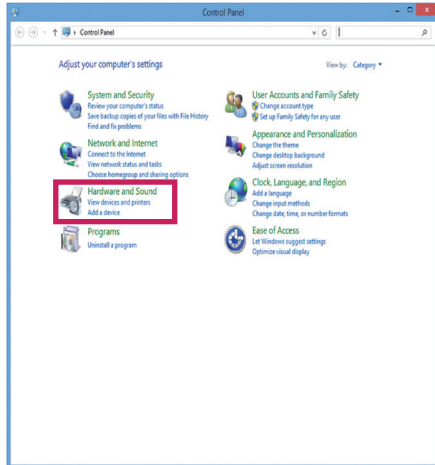 Control Panel
Control Panel
Adjust your computer's settings
View by: Category
System and Security
Review your computer's status
Save backup copies of your files with File History
Find and fix problems
Network and Internet
Connect to the Internet
View network status and tasks
Choose homegroup and sharing options
Hardware and Sound
View devices and printers
Add a device
Programs
Uninstall a program
User Accounts and Family Safety
Change account type
Set up Family Safety for any user
Appearance and Personalization
Change the theme
Change desktop background
Adjust screen resolution
Clock, Language, and Region
Add a language
Change input methods
Change date, time, or number formats
Ease of Access
Let Windows suggest settings
Optimize visual display